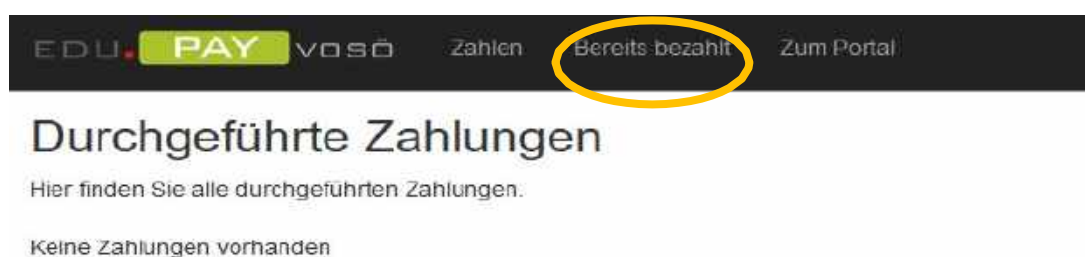 EDU.PAY vosö Zahlen Bereits bezahlt Zum Portal
Durchgeführte Zahlungen
Hier finden Sie alle durchgeführten Zahlungen.
Keine Zahlungen vorhanden